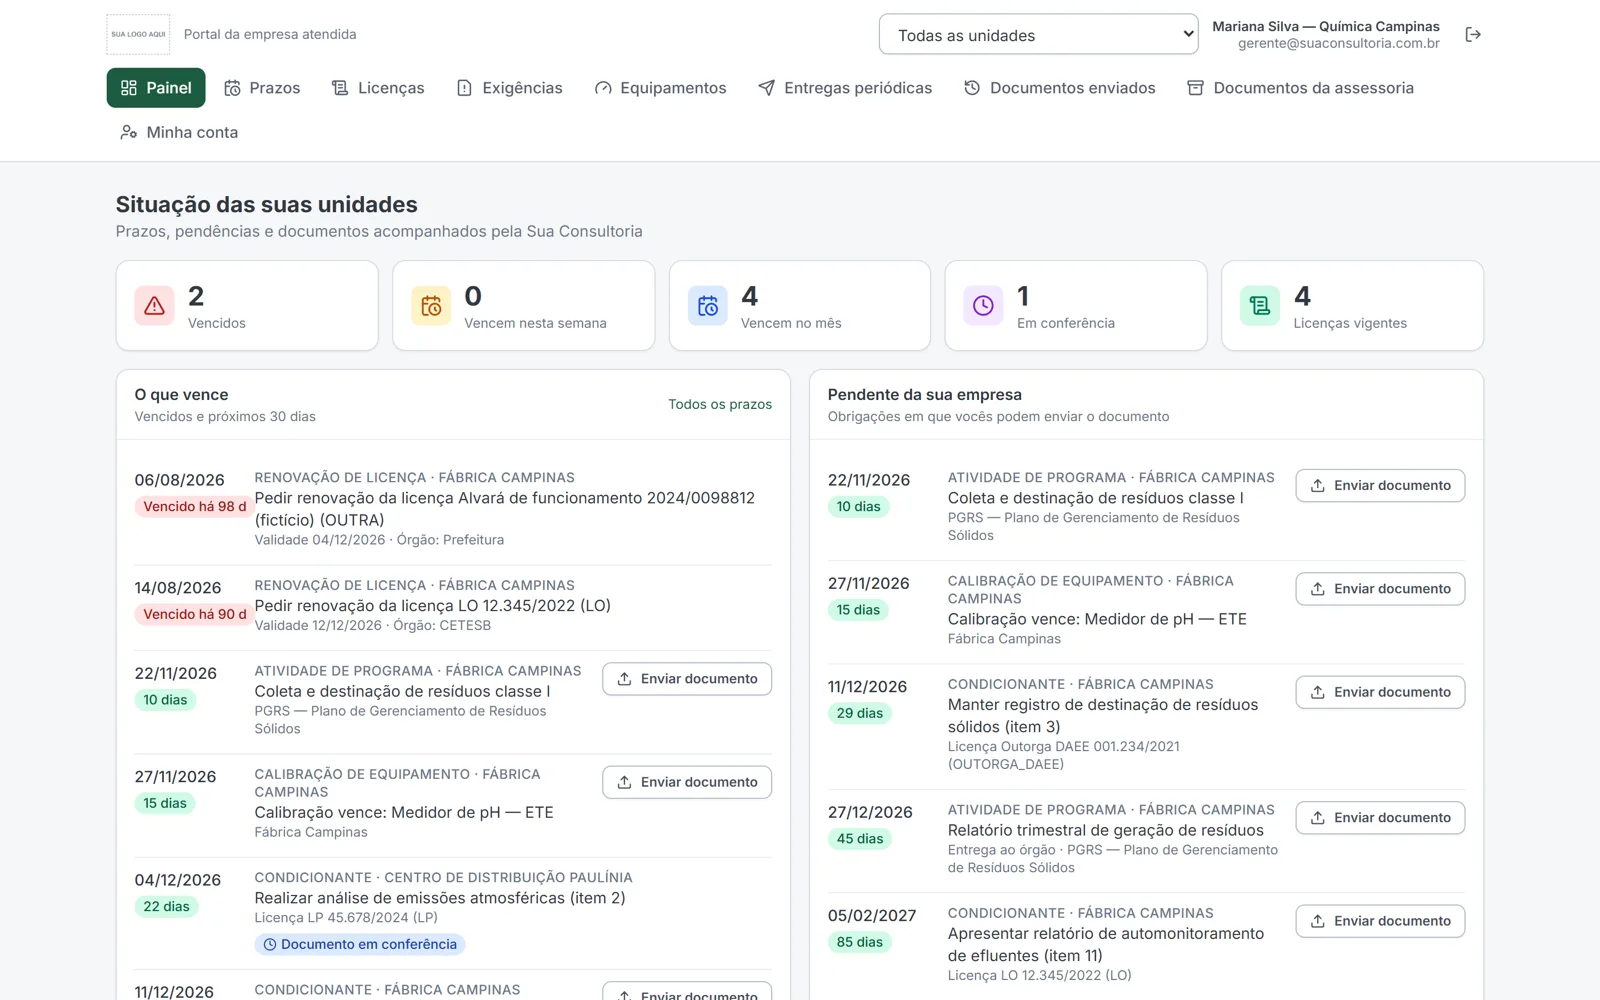 SUA LOGO AQUI
Portal da empresa atendida
Todas as unidades
Mariana Silva — Química Campinas
gerente@suaconsultoria.com.br
Painel
Prazos
Licenças
Exigências
Equipamentos
Entregas periódicas
Documentos enviados
Documentos da assessoria
Minha conta
Situação das suas unidades
Prazos, pendências e documentos acompanhados pela Sua Consultoria
2
Vencidos
0
Vencem nesta semana
4
Vencem no mês
1
Em conferência
4
Licenças vigentes
O que vence
Vencidos e próximos 30 dias
Todos os prazos
06/08/2026
Vencido há 98 d
RENOVAÇÃO DE LICENÇA · FÁBRICA CAMPINAS
Pedir renovação da licença Alvará de funcionamento 2024/0098812
(fictício) (OUTRA)
Validade 04/12/2026 · Órgão: Prefeitura
14/08/2026
Vencido há 90 d
RENOVAÇÃO DE LICENÇA · FÁBRICA CAMPINAS
Pedir renovação da licença LO 12.345/2022 (LO)
Validade 12/12/2026 · Órgão: CETESB
22/11/2026
10 dias
ATIVIDADE DE PROGRAMA · FÁBRICA CAMPINAS
Coleta e destinação de resíduos classe I
PGRS — Plano de Gerenciamento de Resíduos
Sólidos
Enviar documento
27/11/2026
15 dias
CALIBRAÇÃO DE EQUIPAMENTO · FÁBRICA
CAMPINAS
Calibração vence: Medidor de pH — ETE
Fábrica Campinas
Enviar documento
04/12/2026
22 dias
CONDICIONANTE · CENTRO DE DISTRIBUIÇÃO PAULÍNIA
Realizar análise de emissões atmosféricas (item 2)
Licença LP 45.678/2024 (LP)
Documento em conferência
11/12/2026
CONDICIONANTE · FÁBRICA CAMPINAS
Enviar documento
Pendente da sua empresa
Obrigações em que vocês podem enviar o documento
22/11/2026
10 dias
ATIVIDADE DE PROGRAMA · FÁBRICA CAMPINAS
Coleta e destinação de resíduos classe I
PGRS — Plano de Gerenciamento de Resíduos
Sólidos
Enviar documento
27/11/2026
15 dias
CALIBRAÇÃO DE EQUIPAMENTO · FÁBRICA
CAMPINAS
Calibração vence: Medidor de pH — ETE
Fábrica Campinas
Enviar documento
11/12/2026
29 dias
CONDICIONANTE · FÁBRICA CAMPINAS
Manter registro de destinação de resíduos
sólidos (item 3)
Licença Outorga DAEE 001.234/2021
(OUTORGA_DAEE)
Enviar documento
27/12/2026
45 dias
ATIVIDADE DE PROGRAMA · FÁBRICA CAMPINAS
Relatório trimestral de geração de resíduos
Entrega ao órgão · PGRS — Plano de Gerenciamento
de Resíduos Sólidos
Enviar documento
05/02/2027
85 dias
CONDICIONANTE · FÁBRICA CAMPINAS
Apresentar relatório de automonitoramento
de efluentes (item 11)
Licença LO 12.345/2022 (LO)
Enviar documento